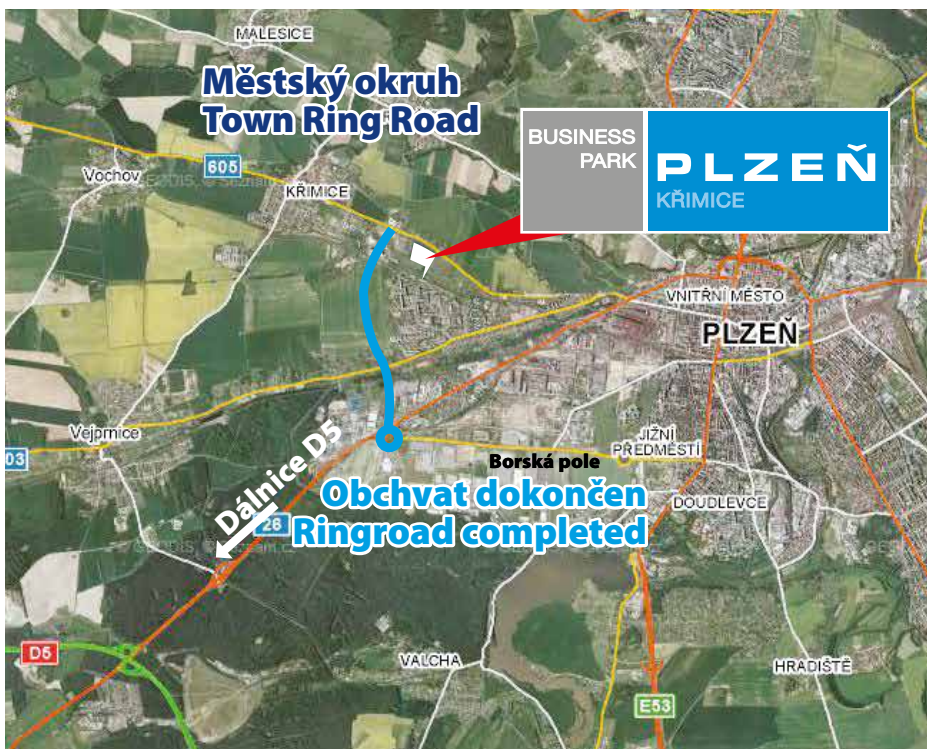 MALESICE
Městský okruh
Town Ring Road
BUSINESS
PARK
PLZEŇ
KŘIMICE
605
Vochov
KŘIMICE
VNITŘNÍ MĚSTO
PLZEŇ
Vejprnice
03
JIŽNÍ
PŘEDMĚSTÍ
Borská pole
Dálnice D5
Obchvat dokončen
Ringroad completed
DOUDLEVCE
26
D5
VALCHA
HRADIŠTĚ
E53